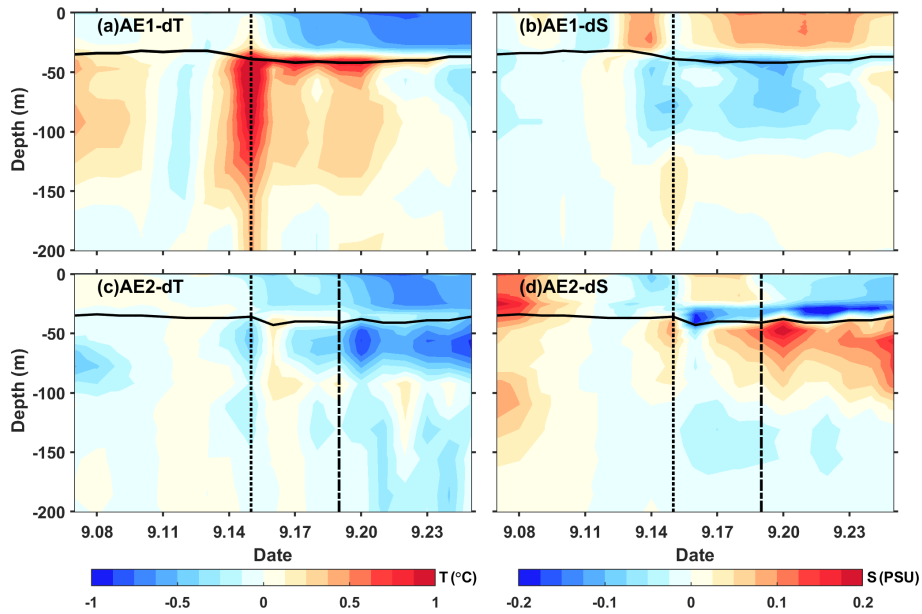 (a)AE1-dT
(b)AE1-dS
0
-50
-100
-150
-200
Depth (m)
(c)AE2-dT
(d)AE2-dS
0
-50
-100
-150
-200
Depth (m)
9.08 9.11 9.14 9.17 9.20 9.23
9.08 9.11 9.14 9.17 9.20 9.23
Date
Date
T (°C)
-1 -0.5 0 0.5 1
S (PSU)
-0.2 -0.1 0 0.1 0.2